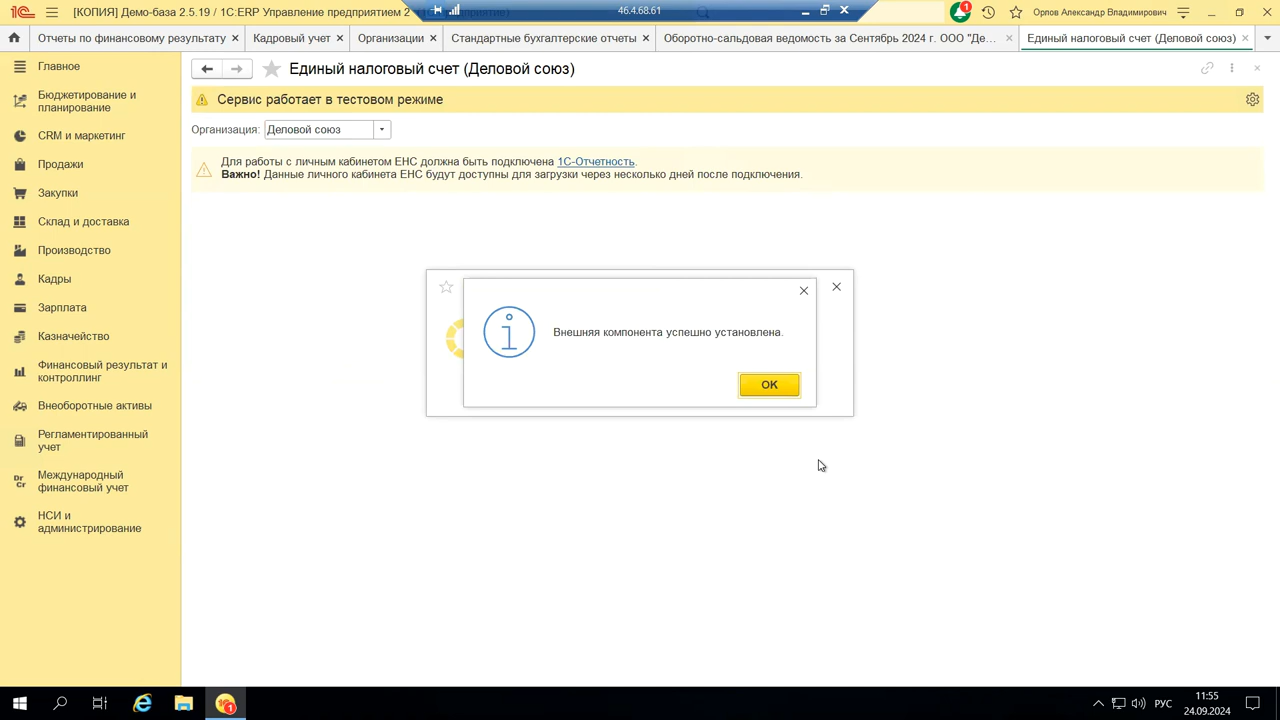 [КОПИЯ] Демо-база 2.5.19 / 1С:ERP Управление предприятием 2
46.4.68.61
1
Орлов Александр Владимирович
Отчеты по финансовому результату
Кадровый учет
Организации
Стандартные бухгалтерские отчеты
Оборотно-сальдовая ведомость за Сентябрь 2024 г. ООО "Де...
Единый налоговый счет (Деловой союз)
Главное
Бюджетирование и
планирование
CRM и маркетинг
Продажи
Закупки
Склад и доставка
Производство
Кадры
Зарплата
Казначейство
Финансовый результат и
контроллинг
Внеоборотные активы
Регламентированный
учет
Dr
Cr
Международный
финансовый учет
НСИ и
администрирование
Единый налоговый счет (Деловой союз)
Сервис работает в тестовом режиме
Организация: Деловой союз
Для работы с личным кабинетом ЕНС должна быть подключена 1С-Отчетность.
Важно! Данные личного кабинета ЕНС будут доступны для загрузки через несколько дней после подключения.
Внешняя компонента успешно установлена.
OK
1
РУС
11:55
24.09.2024